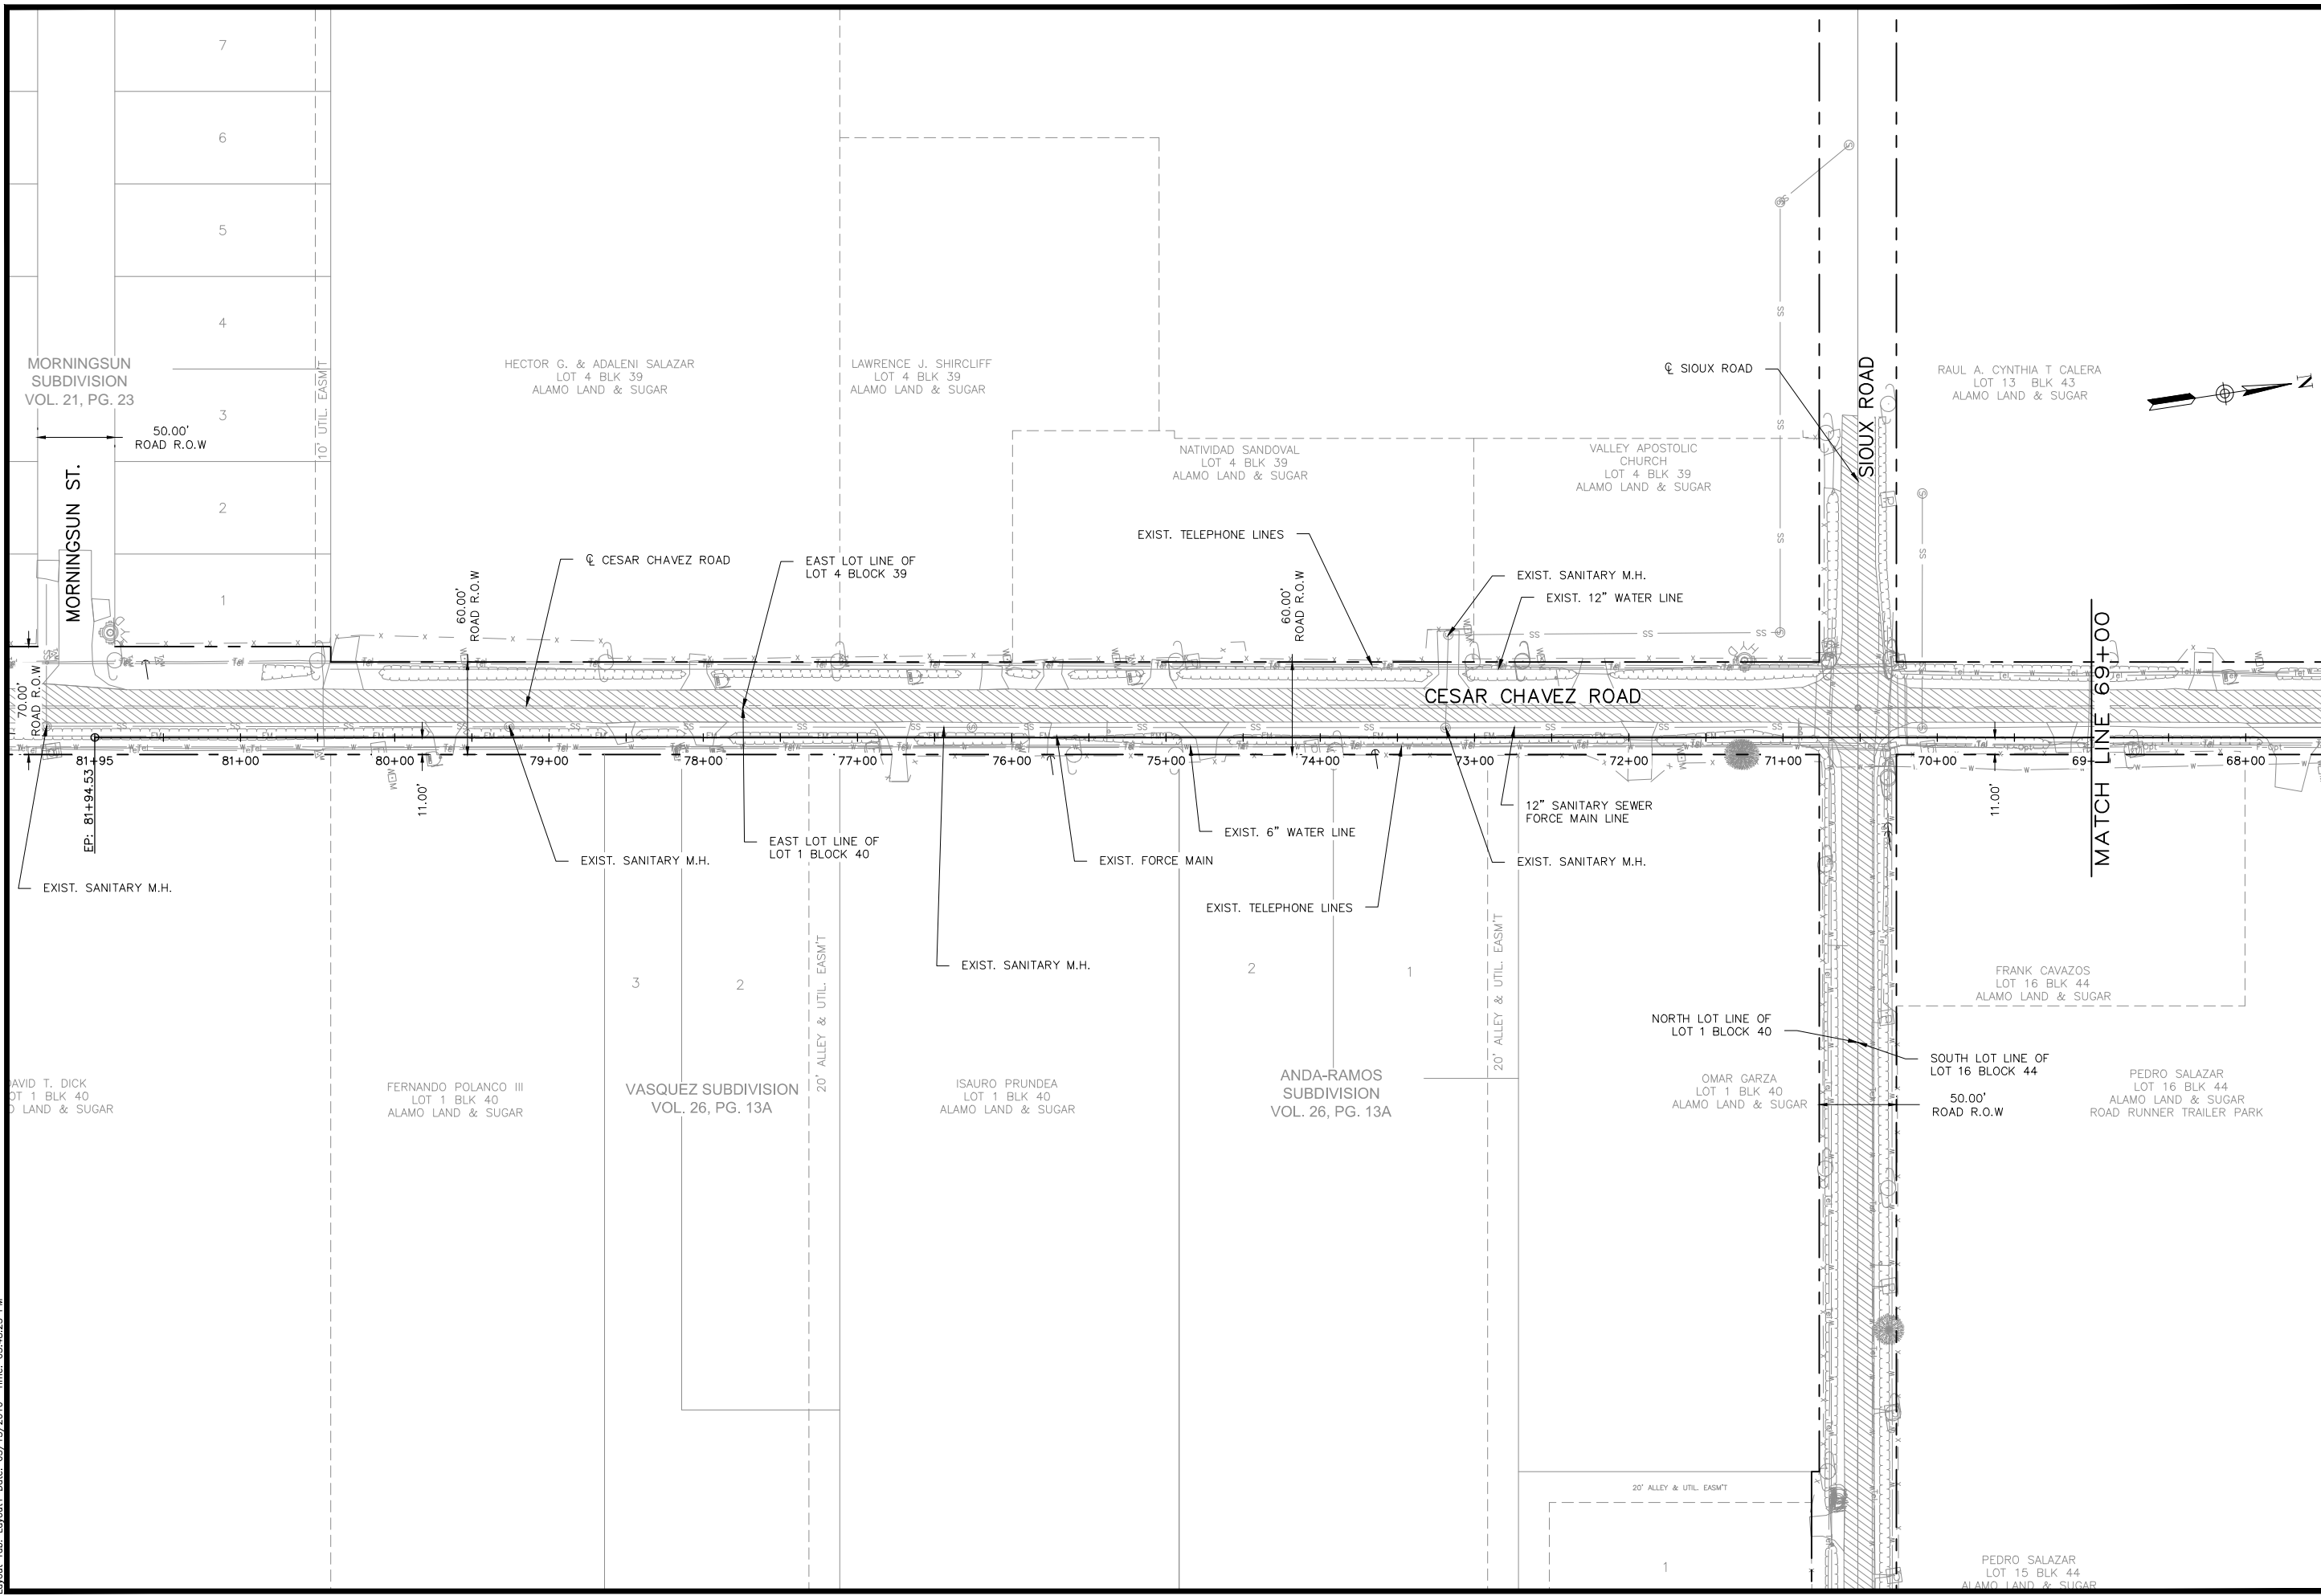 7
6
5
4
3
2
1
MORNINGSUN
SUBDIVISION
VOL. 21, PG. 23
50.00'
ROAD R.O.W
MORNINGSUN ST.
10' UTIL. EASM'T
HECTOR G. & ADALENI SALAZAR
LOT 4 BLK 39
ALAMO LAND & SUGAR
LAWRENCE J. SHIRCLIFF
LOT 4 BLK 39
ALAMO LAND & SUGAR
NATIVIDAD SANDOVAL
LOT 4 BLK 39
ALAMO LAND & SUGAR
VALLEY APOSTOLIC
CHURCH
LOT 4 BLK 39
ALAMO LAND & SUGAR
℄ SIOUX ROAD
SIOUX ROAD
RAUL A. CYNTHIA T CALERA
LOT 13 BLK 43
ALAMO LAND & SUGAR
N
℄ CESAR CHAVEZ ROAD
EAST LOT LINE OF
LOT 4 BLOCK 39
EXIST. TELEPHONE LINES
EXIST. SANITARY M.H.
EXIST. 12" WATER LINE
60.00'
ROAD R.O.W
60.00'
ROAD R.O.W
70.00'
ROAD R.O.W
CESAR CHAVEZ ROAD
MATCH LINE 69+00
81+95
81+00
80+00
79+00
78+00
77+00
76+00
75+00
74+00
73+00
72+00
71+00
70+00
69+
68+00
EP: 81+94.53
11.00'
11.00'
EXIST. SANITARY M.H.
EXIST. SANITARY M.H.
EAST LOT LINE OF
LOT 1 BLOCK 40
EXIST. SANITARY M.H.
EXIST. FORCE MAIN
EXIST. 6" WATER LINE
EXIST. TELEPHONE LINES
12" SANITARY SEWER
FORCE MAIN LINE
EXIST. SANITARY M.H.
3
2
20' ALLEY & UTIL. EASM'T
2
1
20' ALLEY & UTIL. EASM'T
FRANK CAVAZOS
LOT 16 BLK 44
ALAMO LAND & SUGAR
NORTH LOT LINE OF
LOT 1 BLOCK 40
SOUTH LOT LINE OF
LOT 16 BLOCK 44
50.00'
ROAD R.O.W
AVID T. DICK
OT 1 BLK 40
LAND & SUGAR
FERNANDO POLANCO III
LOT 1 BLK 40
ALAMO LAND & SUGAR
VASQUEZ SUBDIVISION
VOL. 26, PG. 13A
ISAURO PRUNDEA
LOT 1 BLK 40
ALAMO LAND & SUGAR
ANDA-RAMOS
SUBDIVISION
VOL. 26, PG. 13A
OMAR GARZA
LOT 1 BLK 40
ALAMO LAND & SUGAR
PEDRO SALAZAR
LOT 16 BLK 44
ALAMO LAND & SUGAR
ROAD RUNNER TRAILER PARK
20' ALLEY & UTIL. EASM'T
1
PEDRO SALAZAR
LOT 15 BLK 44
ALAMO LAND & SUGAR